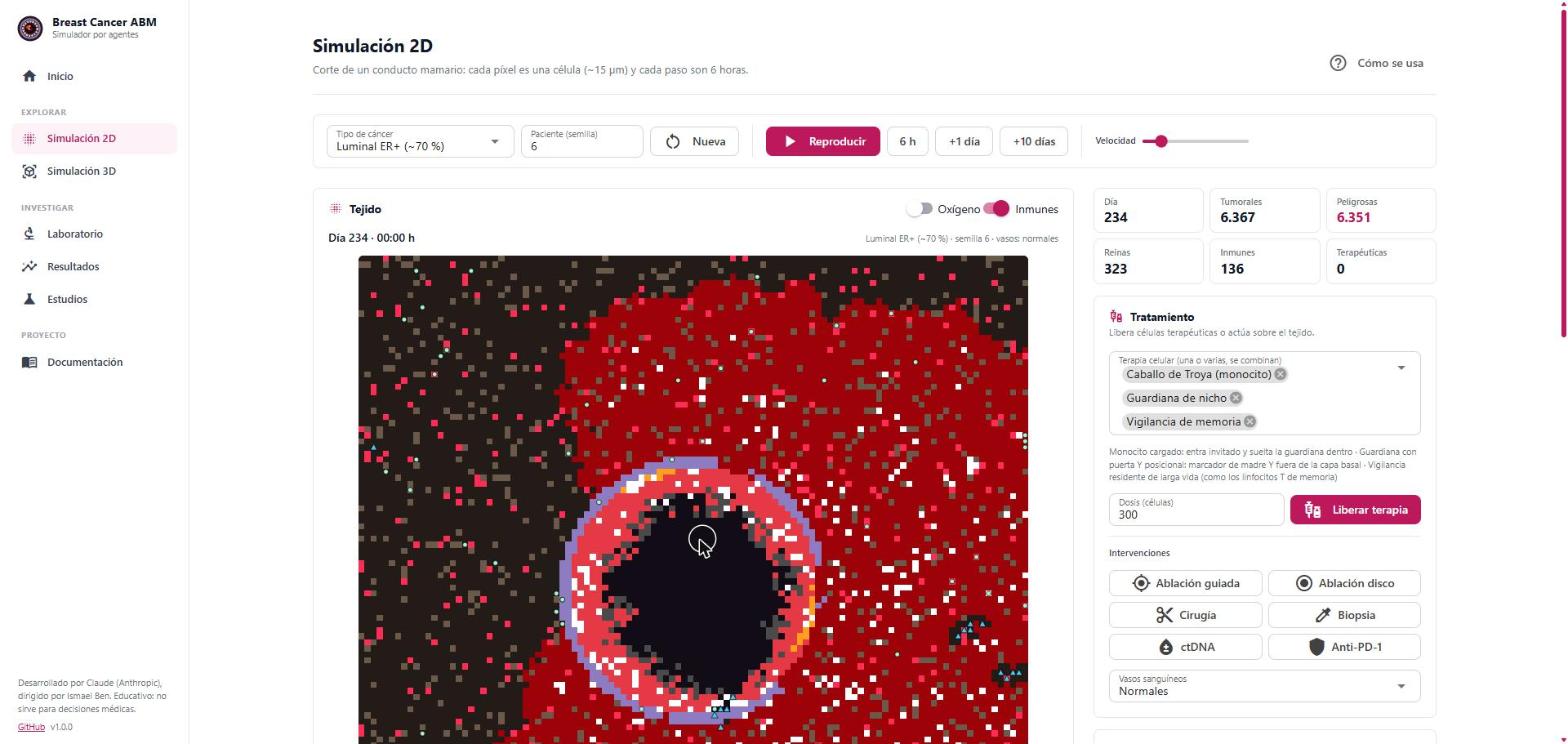 Breast Cancer ABM
Simulador por agentes
Inicio
EXPLORAR
Simulación 2D
Simulación 3D
INVESTIGAR
Laboratorio
Resultados
Estudios
PROYECTO
Documentación
Desarrollado por Claude (Anthropic),
dirigido por Ismael Ben. Educativo: no
sirve para decisiones médicas.
GitHub v1.0.0
Simulación 2D
Corte de un conducto mamario: cada píxel es una célula (~15 µm) y cada paso son 6 horas.
Cómo se usa
Tipo de cáncer
Luminal ER+ (~70 %)
Paciente (semilla)
6
Nueva
Reproducir
6 h
+1 día
+10 días
Velocidad
Tejido
Oxígeno
Inmunes
Día 234 · 00:00 h
Luminal ER+ (~70 %) · semilla 6 · vasos: normales
Día
234
Tumorales
6.367
Peligrosas
6.351
Reinas
323
Inmunes
136
Terapéuticas
0
Tratamiento
Libera células terapéuticas o actúa sobre el tejido.
Terapia celular (una o varias, se combinan)
Caballo de Troya (monocito)
Guardiana de nicho
Vigilancia de memoria
Monocito cargado: entra invitado y suelta la guardiana dentro · Guardiana con
puerta Y posicional: marcador de madre Y fuera de la capa basal · Vigilancia
residente de larga vida (como los linfocitos T de memoria)
Dosis (células)
300
Liberar terapia
Intervenciones
Ablación guiada
Ablación disco
Cirugía
Biopsia
ctDNA
Anti-PD-1
Vasos sanguíneos
Normales